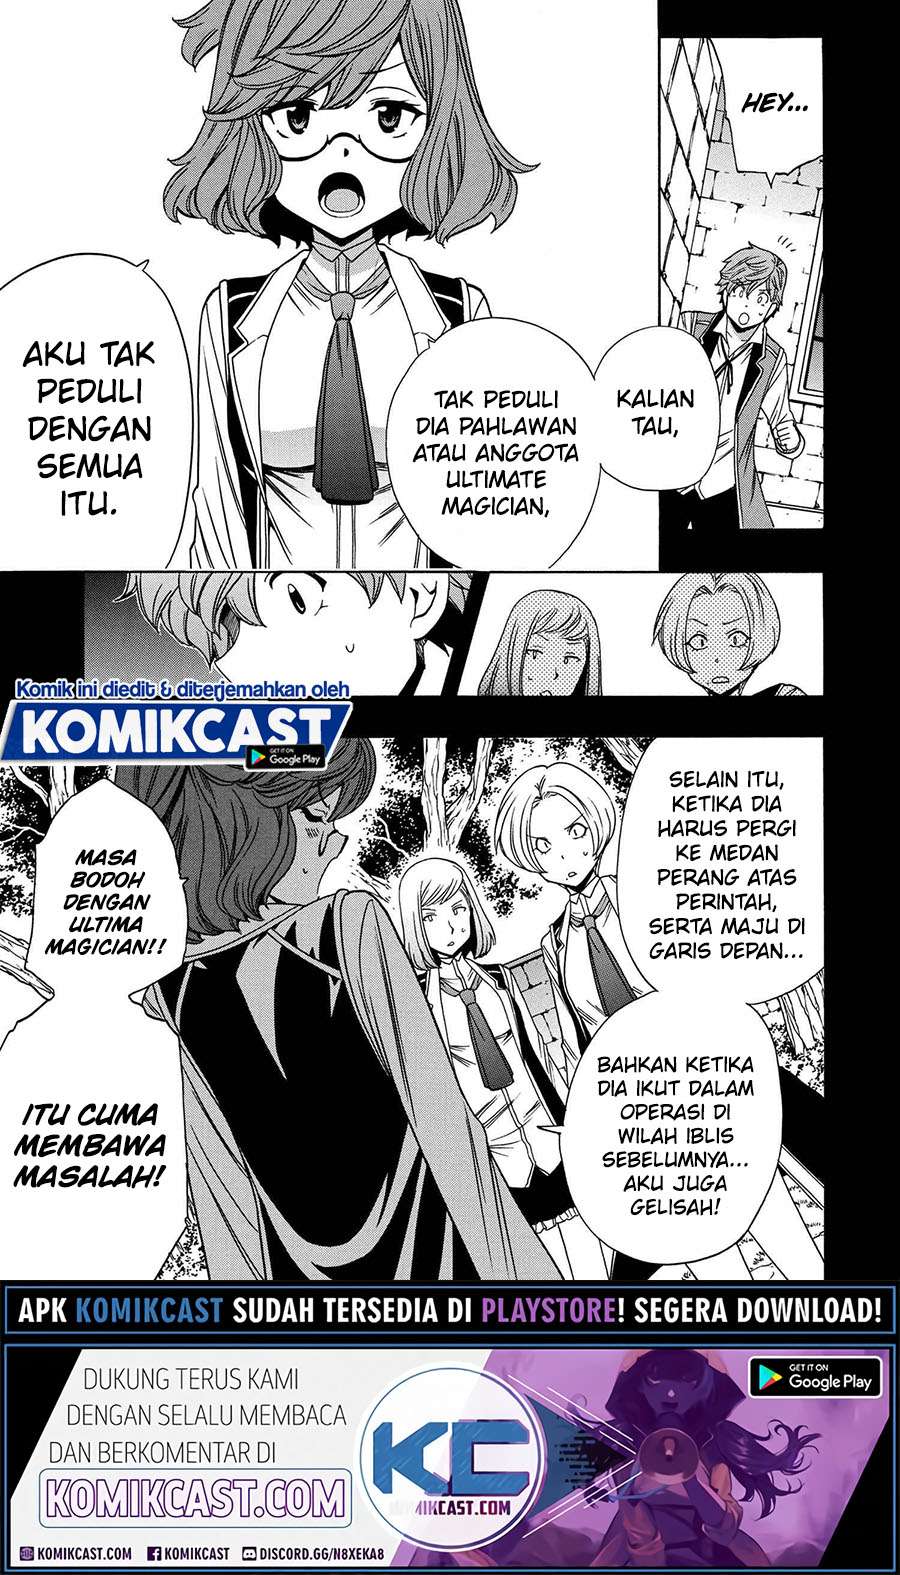 HEY...
KALIAN
TAU,
TAK PEDULI
DIA PAHLAWAN
ATAU ANGGOTA
ULTIMATE
MAGICIAN,
AKU TAK
PEDULI
DENGAN
SEMUA
ITU.
Komik ini diedit & diterjemahkan oleh
KOMIKCAST
GET IT ON
Google Play
SELAIN ITU,
KETIKA DIA
HARUS PERGI
KE MEDAN
PERANG ATAS
PERINTAH,
SERTA MAJU DI
GARIS DEPAN...
BAHKAN KETIKA
DIA IKUT DALAM
OPERASI DI
WILAH IBLIS
SEBELUMNYA...
AKU JUGA
GELISAH!
MASA
BODOH
DENGAN
ULTIMA
MAGICIAN!!
ITU CUMA
MEMBAWA
MASALAH!
APK KOMIKCAST SUDAH TERSEDIA DI PLAYSTORE! SEGERA DOWNLOAD!
DUKUNG TERUS KAMI
DENGAN SELALU MEMBACA
DAN BERKOMENTAR DI
KOMIKCAST.COM
KOMIKCAST.COM KOMIKCAST DISCORD.GG/N8XEKA8
KC
GET IT ON
Google Play